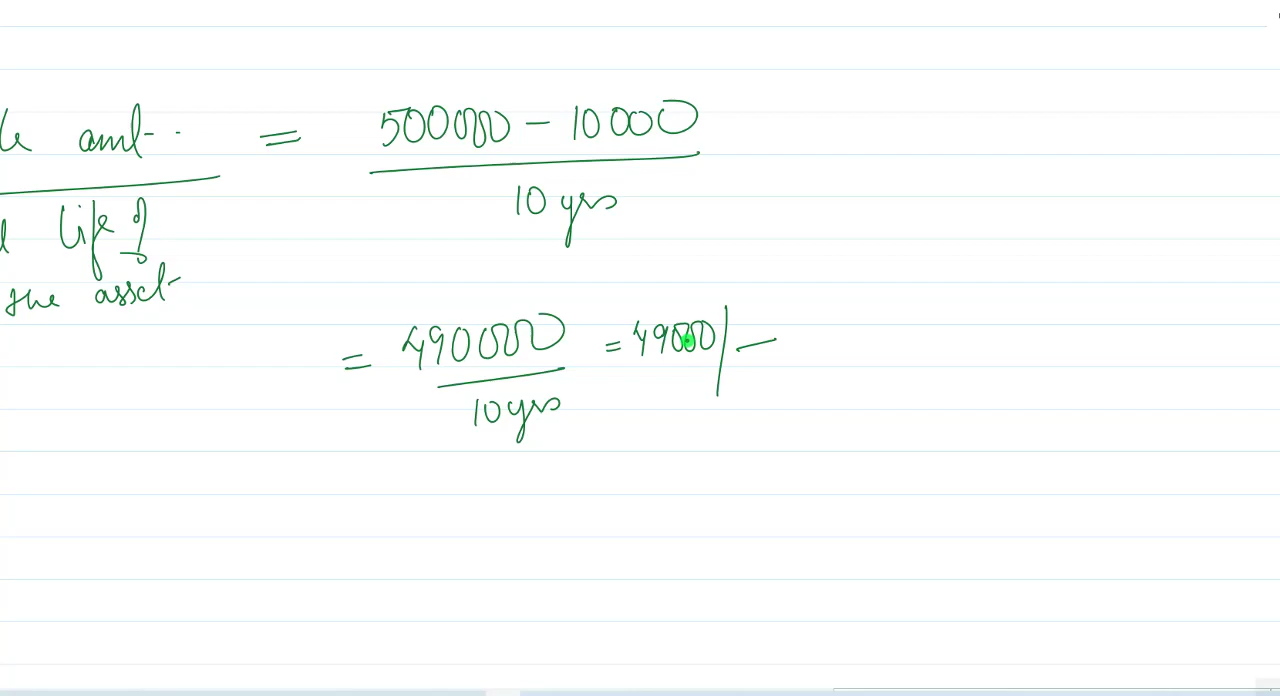 amt. = 500000 - 10000
life of 10 yrs
the asset
= 490000 = 49000/-
10 yrs